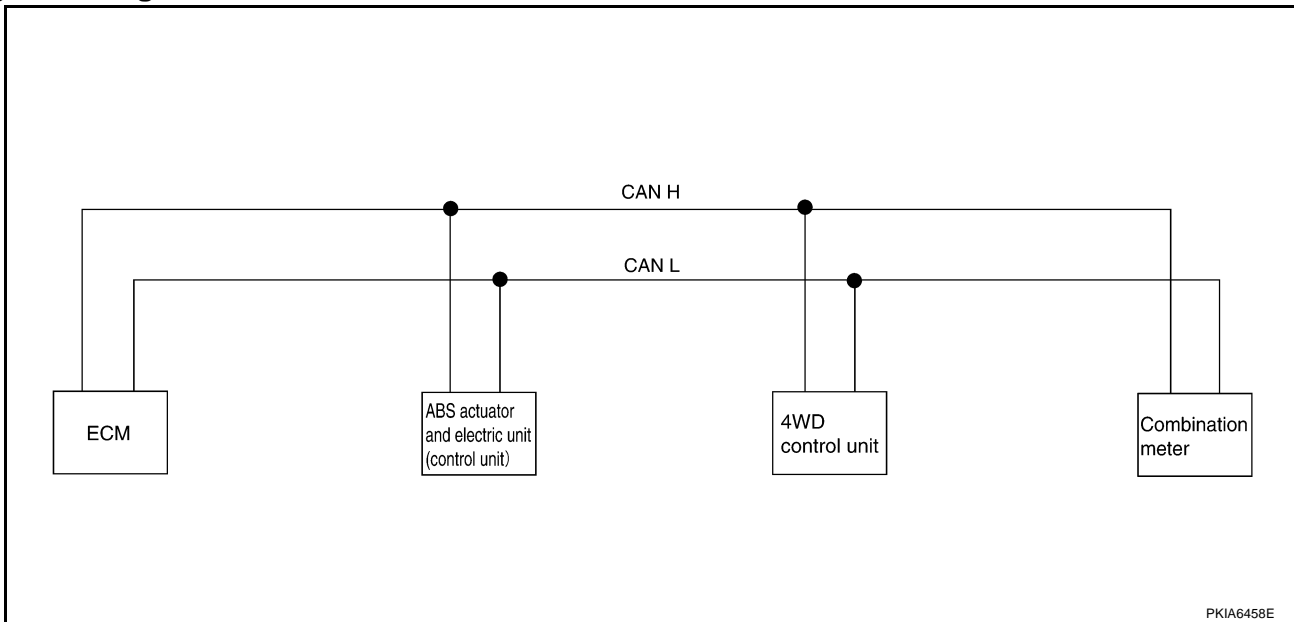 CAN H
CAN L
ECM
ABS actuator
and electric unit
(control unit)
4WD
control unit
Combination
meter
PKIA6458E